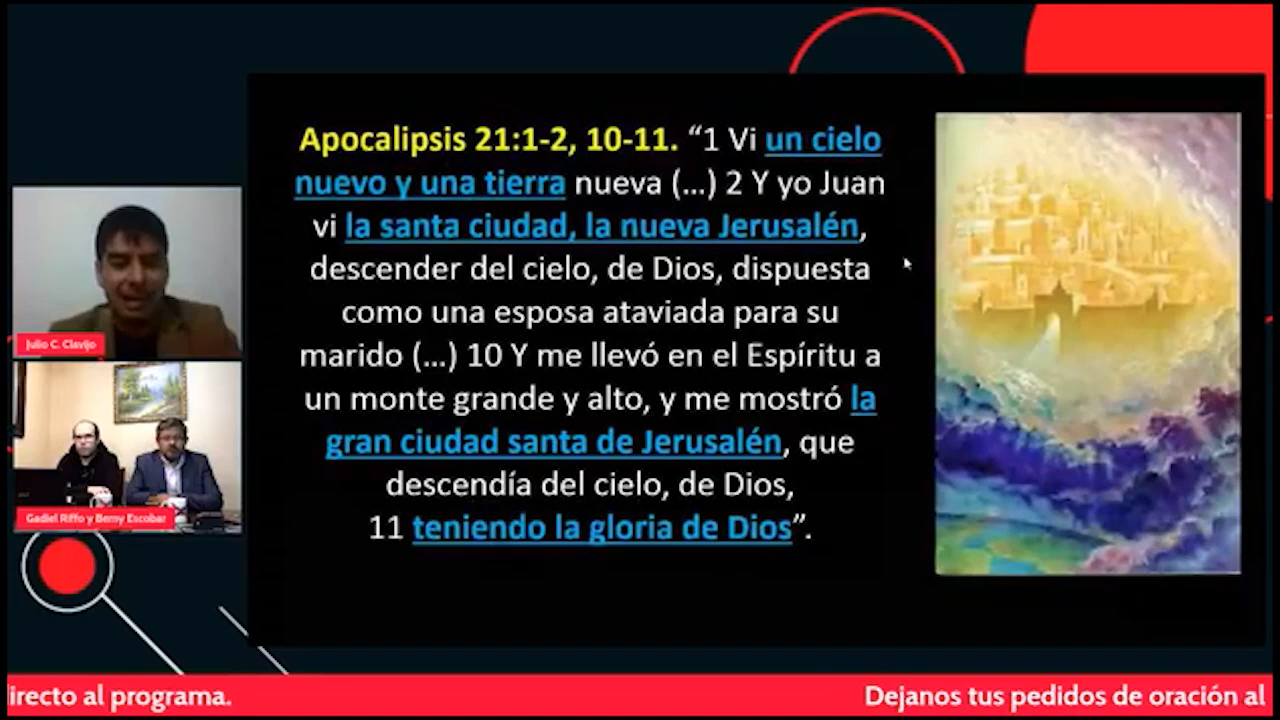 Apocalipsis 21:1-2, 10-11. “1 Vi un cielo
nuevo y una tierra nueva (...) 2 Y yo Juan
vi la santa ciudad, la nueva Jerusalén,
descender del cielo, de Dios, dispuesta
como una esposa ataviada para su
marido (...) 10 Y me llevó en el Espíritu a
un monte grande y alto, y me mostró la
gran ciudad santa de Jerusalén, que
descendía del cielo, de Dios,
11 teniendo la gloria de Dios”.
Julio C. Clavijo
Gadiel Riffo y Berny Escobar
directo al programa.
Dejanos tus pedidos de oración al